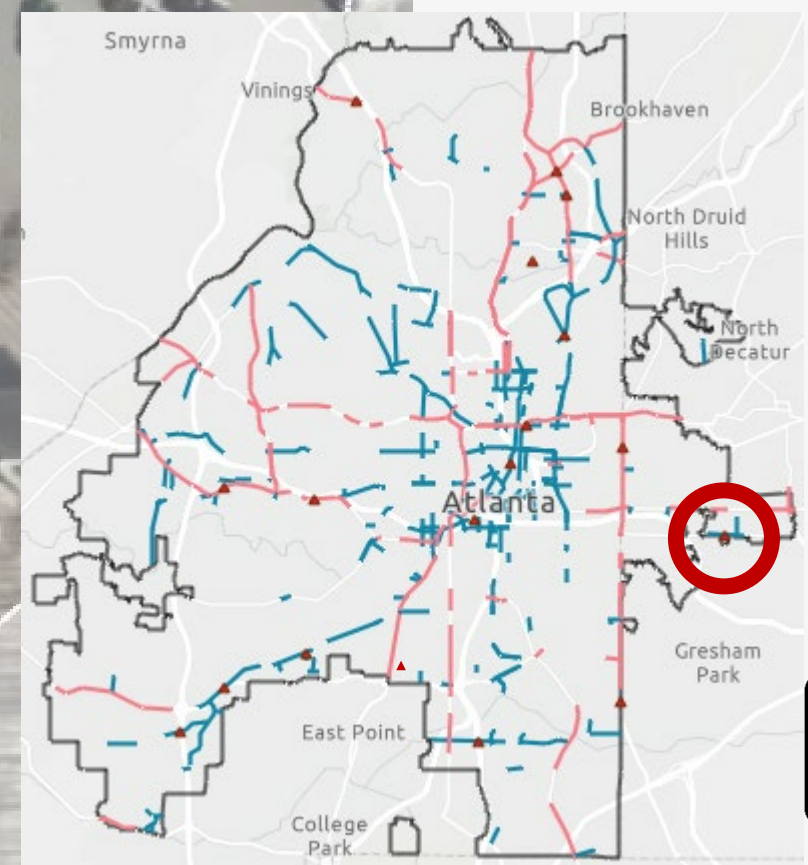 Smyrna
Vinings
Brookhaven
North Druid
Hills
North
Decatur
Atlanta
Gresham
Park
East Point
College
Park